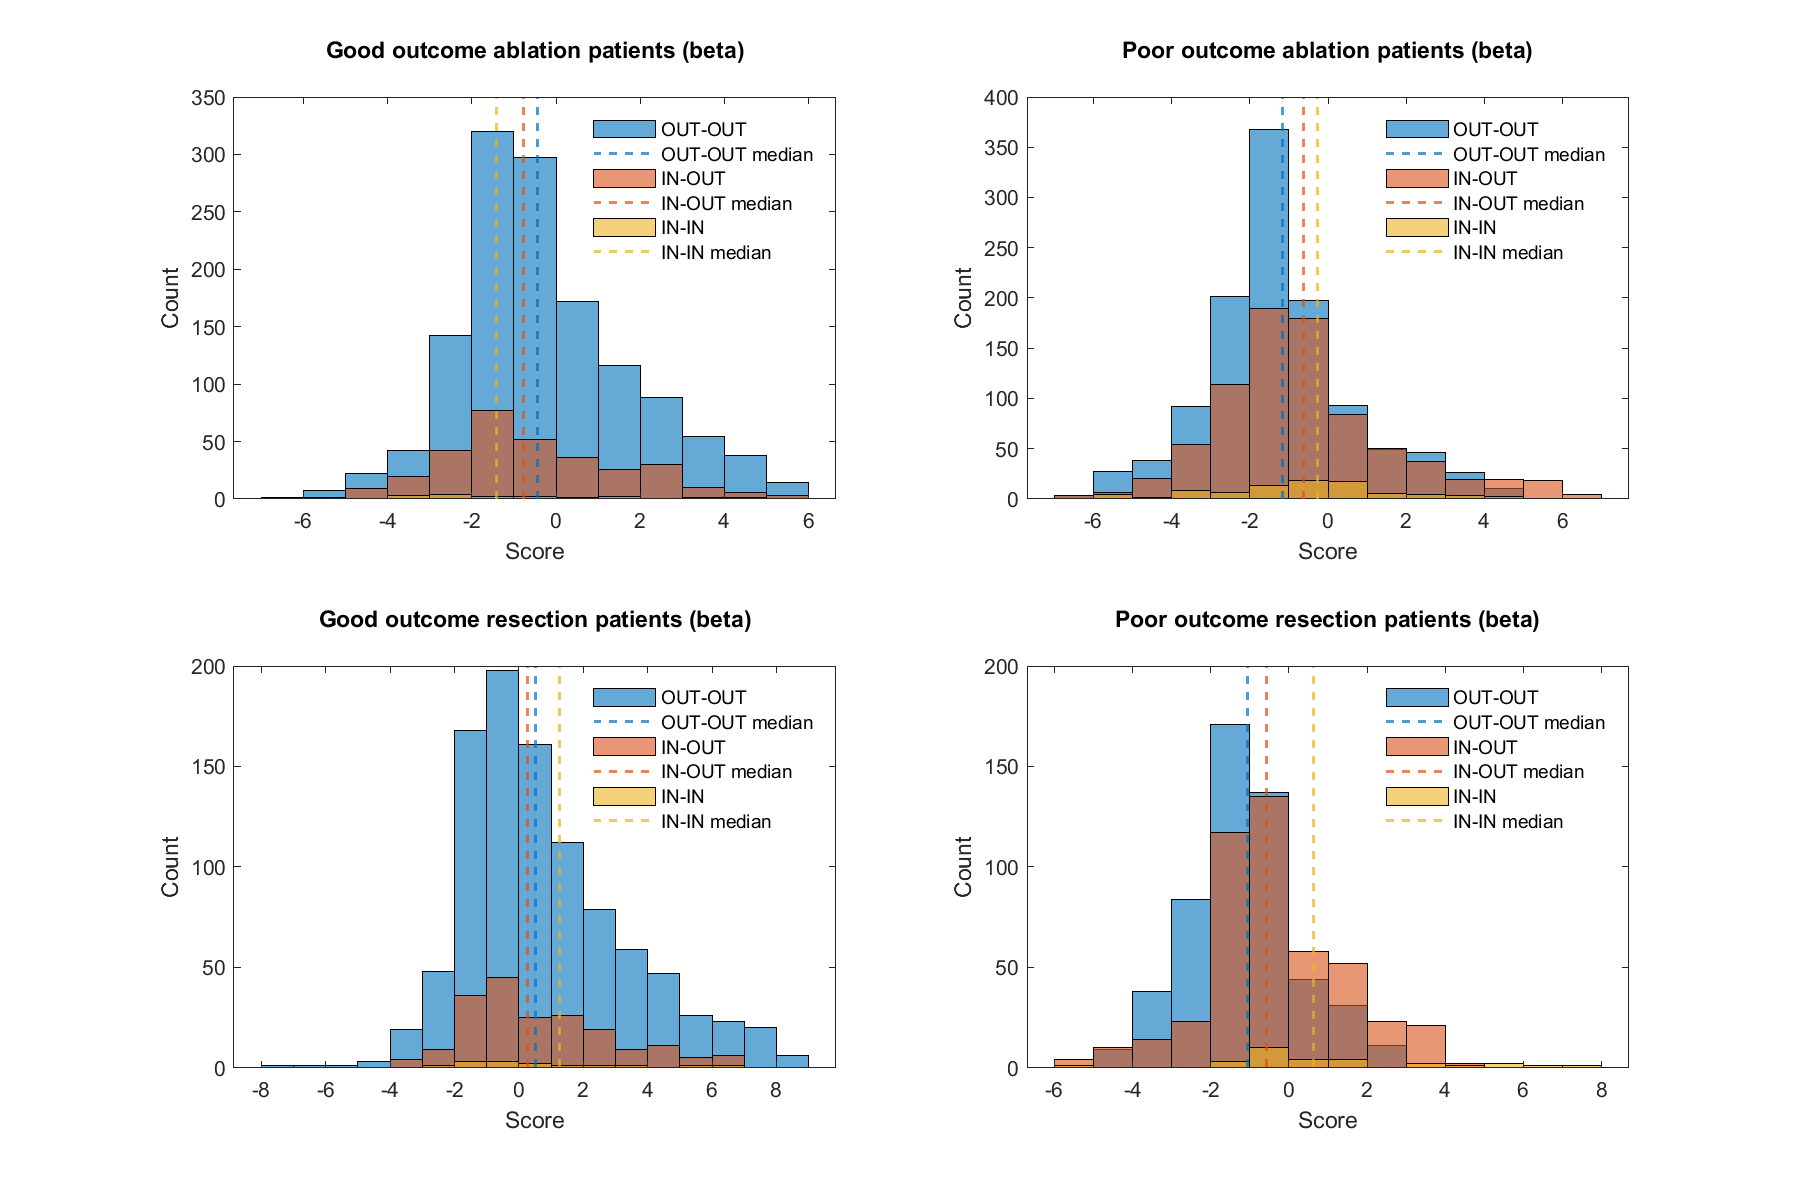 Good outcome ablation patients (beta)
350
300
250
200
150
100
50
0
Count
-6
-4
-2
0
2
4
6
Score
OUT-OUT
OUT-OUT median
IN-OUT
IN-OUT median
IN-IN
IN-IN median
Poor outcome ablation patients (beta)
400
350
300
250
200
150
100
50
0
Count
-6
-4
-2
0
2
4
6
Score
OUT-OUT
OUT-OUT median
IN-OUT
IN-OUT median
IN-IN
IN-IN median
Good outcome resection patients (beta)
200
150
100
50
0
Count
-8
-6
-4
-2
0
2
4
6
8
Score
OUT-OUT
OUT-OUT median
IN-OUT
IN-OUT median
IN-IN
IN-IN median
Poor outcome resection patients (beta)
200
150
100
50
0
Count
-6
-4
-2
0
2
4
6
8
Score
OUT-OUT
OUT-OUT median
IN-OUT
IN-OUT median
IN-IN
IN-IN median